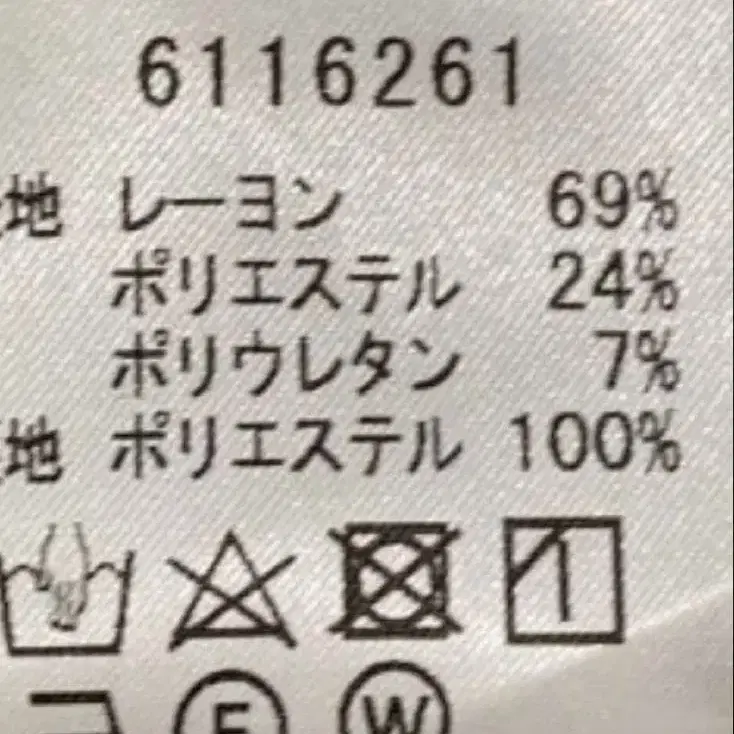 6116261
地 レーヨン 69%
ポリエステル 24%
ポリウレタン 7%
地 ポリエステル 100%
F W